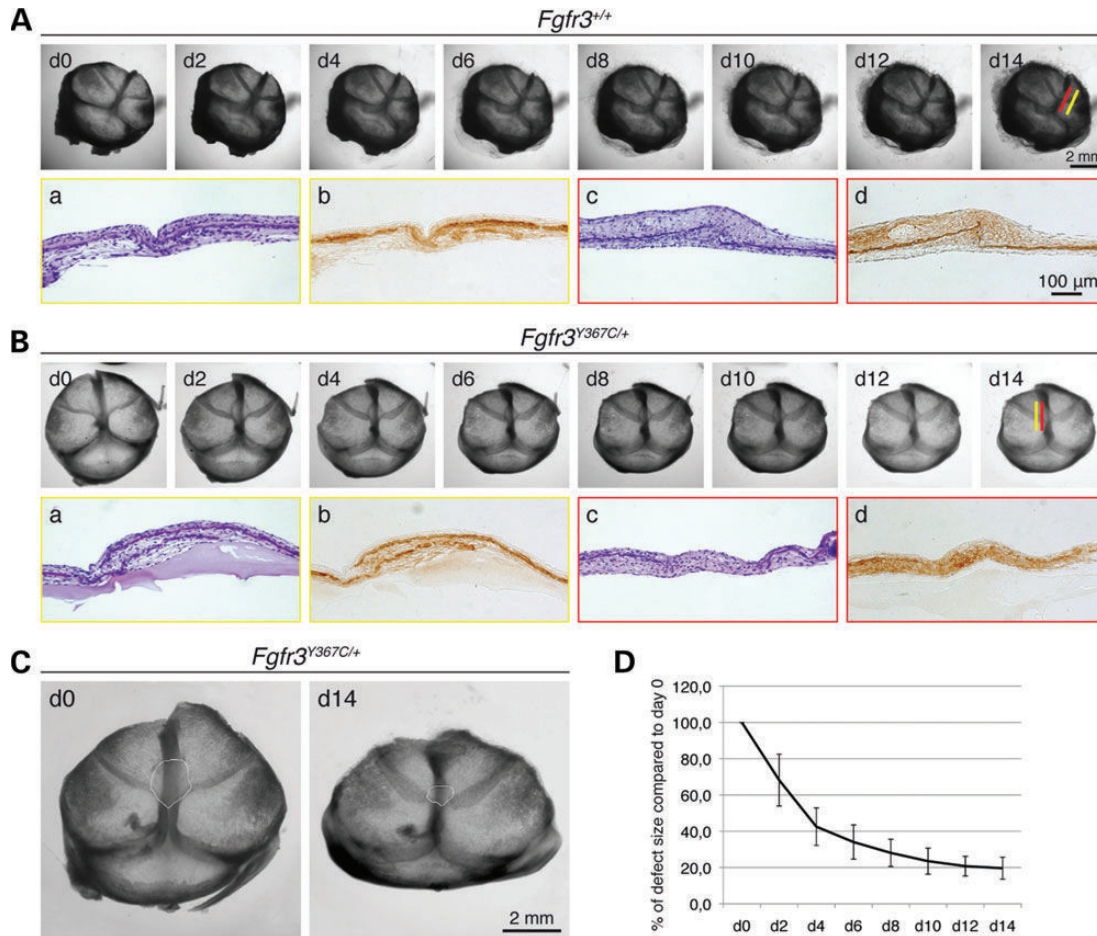 A
Fgfr3+/+
d0 d2 d4 d6 d8 d10 d12 d14
2 mm
a b c d
100 µm
B
Fgfr3Y367C/+
d0 d2 d4 d6 d8 d10 d12 d14
a b c d
C
Fgfr3Y367C/+
d0 d14
2 mm
D
% of defect size compared to day 0
120,0
100,0
80,0
60,0
40,0
20,0
0,0
d0 d2 d4 d6 d8 d10 d12 d14